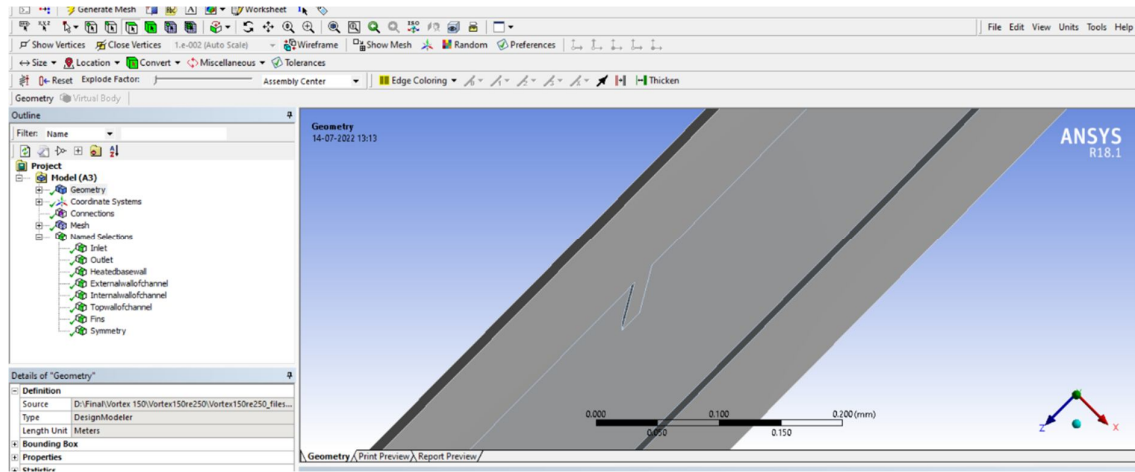 Generate Mesh Worksheet
File Edit View Units Tools Help
Show Vertices Close Vertices 1.e-002 (Auto Scale) Wireframe Show Mesh Random Preferences
Size Location Convert Miscellaneous Tolerances
Reset Explode Factor: Assembly Center Edge Coloring Thicken
Geometry Virtual Body
Outline
Filter: Name
Project
Model (A3)
Geometry
Coordinate Systems
Connections
Mesh
Named Selections
Inlet
Outlet
Heatedbasewall
Externalwallofchannel
Internalwallofchannel
Topwallofchannel
Fins
Symmetry
Details of "Geometry"
Definition
Source D:\Final\Vortex 150\Vortex150re250\Vortex150re250_files...
Type DesignModeler
Length Unit Meters
Bounding Box
Properties
Statistics
Geometry
14-07-2022 13:13
ANSYS
R18.1
0.000 0.100 0.200 (mm)
0.050 0.150
Z X
Geometry Print Preview Report Preview